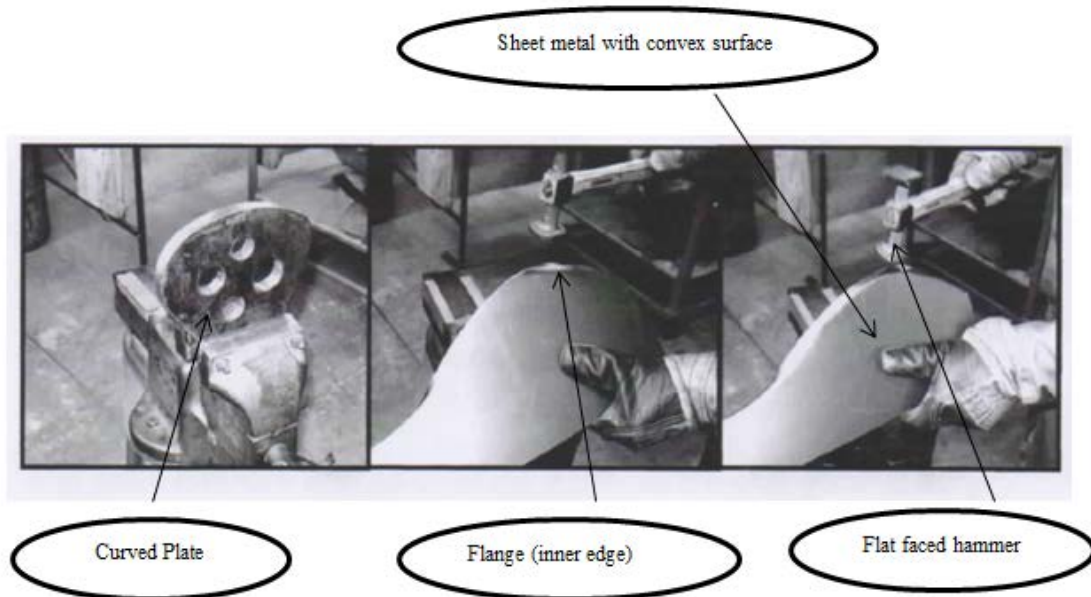 Sheet metal with convex surface
Curved Plate
Flange (inner edge)
Flat faced hammer